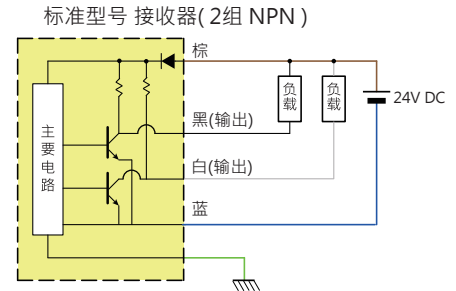 标准型号 接收器( 2组 NPN )
棕
负载
负载
24V DC
黑(输出)
主要电路
白(输出)
蓝